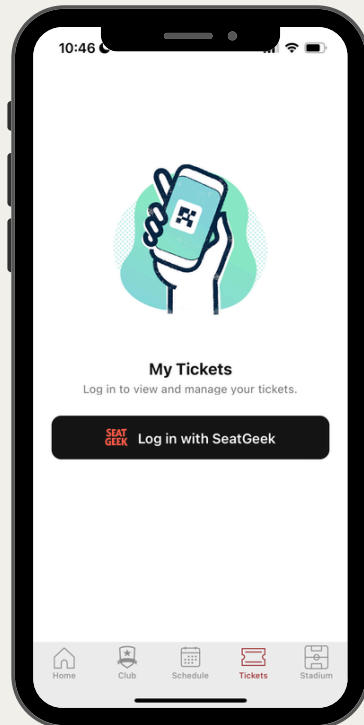 10:46
My Tickets
Log in to view and manage your tickets.
SEAT
GEEK
Log in with SeatGeek
Home
Club
Schedule
Tickets
Stadium